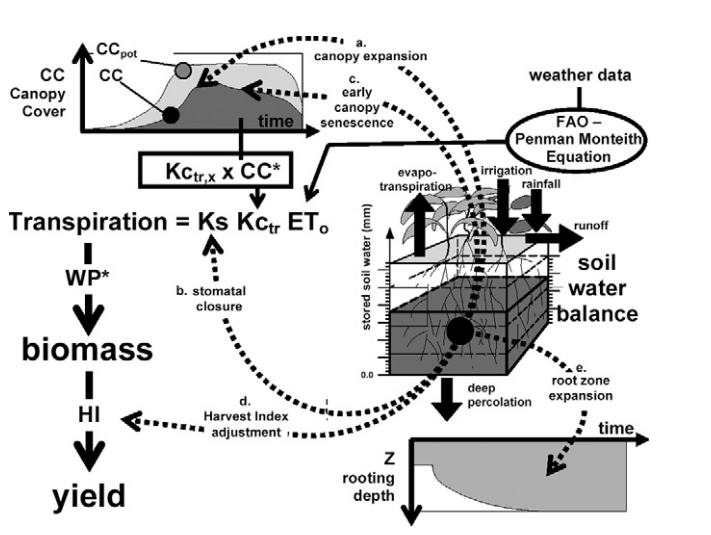 a.
canopy expansion
CCpot
CC
CC
Canopy
Cover
c.
early
canopy
senescence
time
weather data
FAO –
Penman Monteith
Equation
Kctr,x x CC*
evapo-
transpiration
irrigation
rainfall
runoff
Transpiration = Ks Kctr ETo
stored soil water (mm)
soil
water
balance
WP*
b. stomatal
closure
biomass
0.0
deep
percolation
e.
root zone
expansion
d.
Harvest Index
adjustment
HI
time
Z
rooting
depth
yield